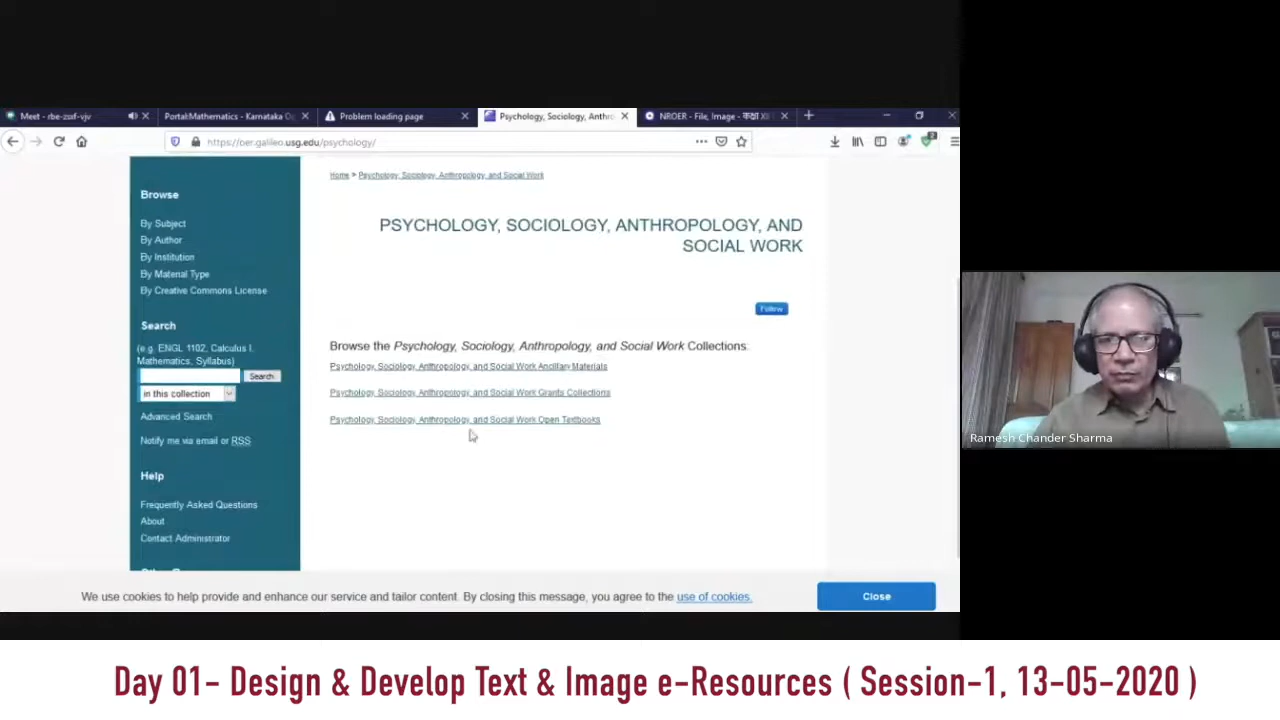 Meet - rbe-zsxf-vjv
Portal:Mathematics - Karnataka O
Problem loading page
Psychology, Sociology, Anthro
NROER - File, Image - कक्षा XII
https://oer.galileo.usg.edu/psychology/
Browse
By Subject
By Author
By Institution
By Material Type
By Creative Commons License
Search
(e.g. ENGL 1102, Calculus I,
Mathematics, Syllabus)
Search
in this collection
Advanced Search
Notify me via email or RSS
Help
Frequently Asked Questions
About
Contact Administrator
Home > Psychology, Sociology, Anthropology, and Social Work
PSYCHOLOGY, SOCIOLOGY, ANTHROPOLOGY, AND
SOCIAL WORK
Follow
Browse the Psychology, Sociology, Anthropology, and Social Work Collections:
Psychology, Sociology, Anthropology, and Social Work Ancillary Materials
Psychology, Sociology, Anthropology, and Social Work Grants Collections
Psychology, Sociology, Anthropology, and Social Work Open Textbooks
We use cookies to help provide and enhance our service and tailor content. By closing this message, you agree to the use of cookies.
Close
Ramesh Chander Sharma
Day 01- Design & Develop Text & Image e-Resources ( Session-1, 13-05-2020 )